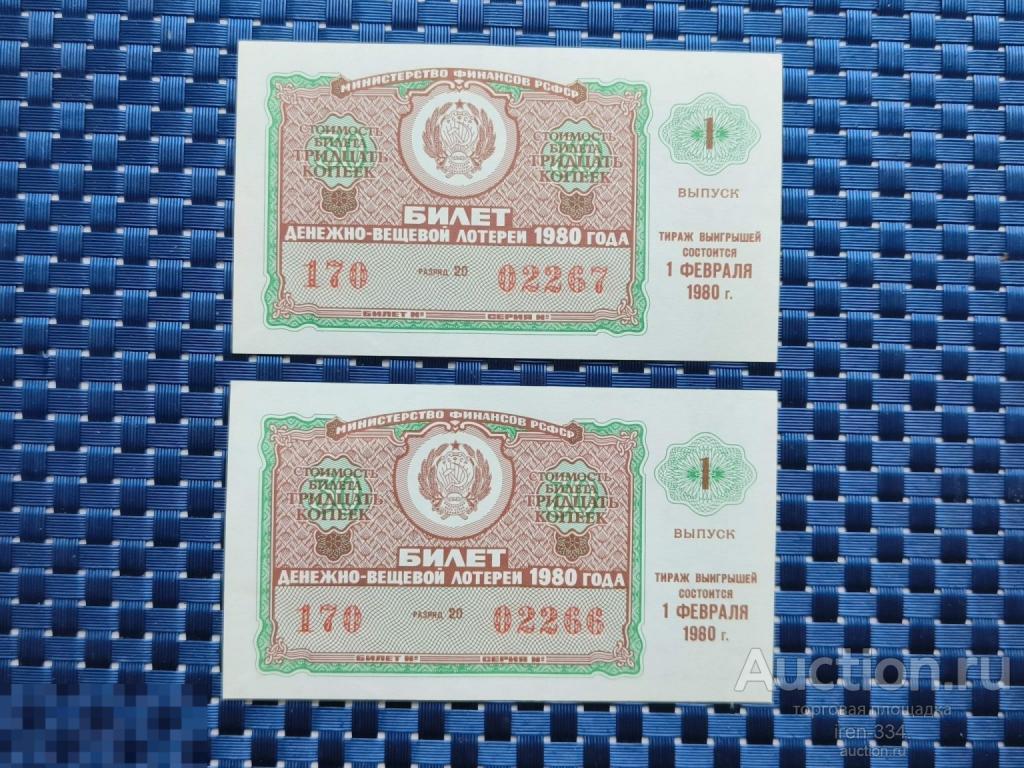 МИНИСТЕРСТВО ФИНАНСОВ РСФСР
СТОИМОСТЬ
БИЛЕТА
ТРИДЦАТЬ
КОПЕЕК
СТОИМОСТЬ
БИЛЕТА
ТРИДЦАТЬ
КОПЕЕК
БИЛЕТ
ДЕНЕЖНО-ВЕЩЕВОЙ ЛОТЕРЕИ 1980 ГОДА
170 РАЗРЯД 20 02267
БИЛЕТ № СЕРИЯ №
1
ВЫПУСК
ТИРАЖ ВЫИГРЫШЕЙ
СОСТОИТСЯ
1 ФЕВРАЛЯ
1980 г.
МИНИСТЕРСТВО ФИНАНСОВ РСФСР
СТОИМОСТЬ
БИЛЕТА
ТРИДЦАТЬ
КОПЕЕК
СТОИМОСТЬ
БИЛЕТА
ТРИДЦАТЬ
КОПЕЕК
БИЛЕТ
ДЕНЕЖНО-ВЕЩЕВОЙ ЛОТЕРЕИ 1980 ГОДА
170 РАЗРЯД 20 02266
БИЛЕТ № СЕРИЯ №
1
ВЫПУСК
ТИРАЖ ВЫИГРЫШЕЙ
СОСТОИТСЯ
1 ФЕВРАЛЯ
1980 г.
Auction.ru
торговая площадка
iren-334
auction.ru